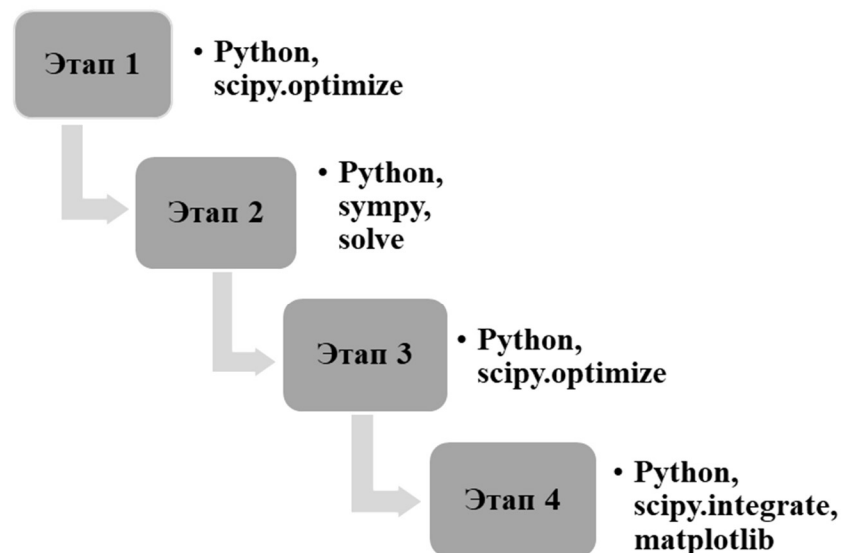 Этап 1
• Python,
scipy.optimize
Этап 2
• Python,
sympy,
solve
Этап 3
• Python,
scipy.optimize
Этап 4
• Python,
scipy.integrate,
matplotlib